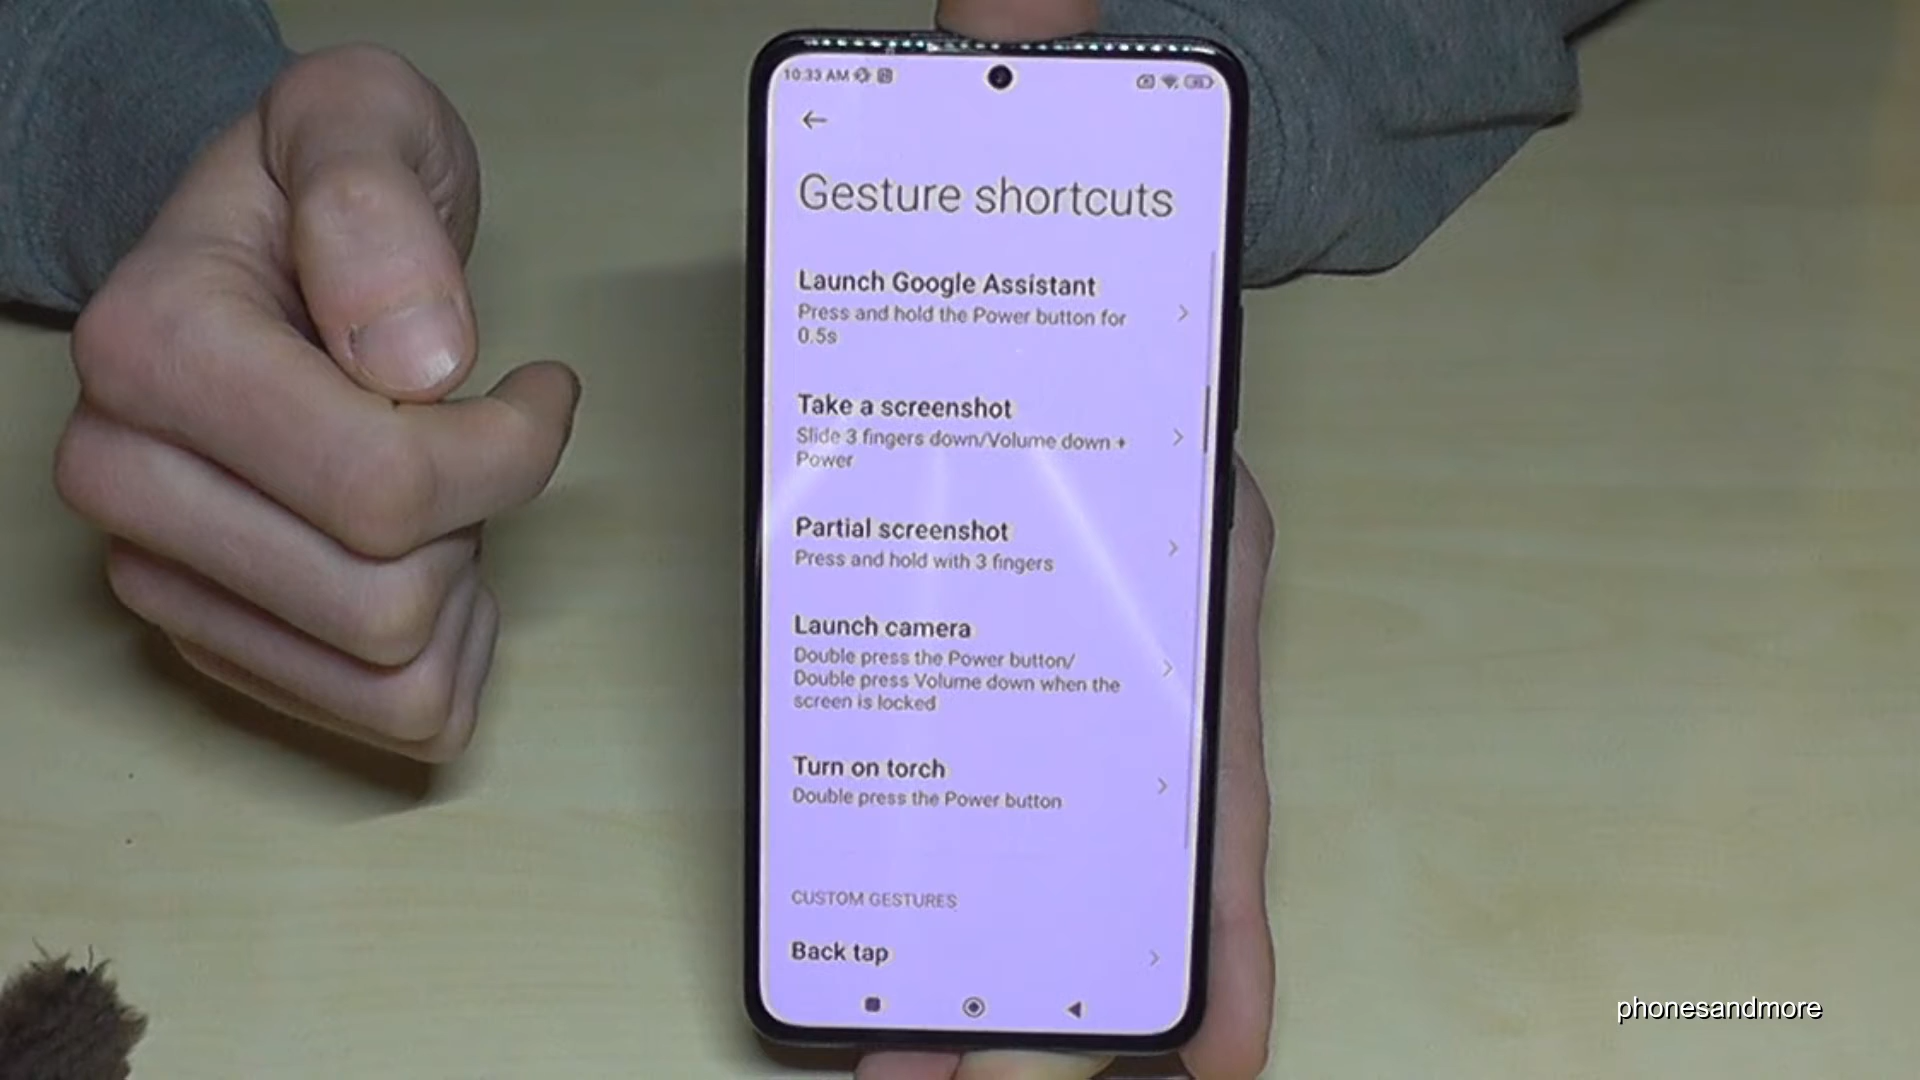 10:33 AM
Gesture shortcuts
Launch Google Assistant
Press and hold the Power button for
0.5s
Take a screenshot
Slide 3 fingers down/Volume down +
Power
Partial screenshot
Press and hold with 3 fingers
Launch camera
Double press the Power button/
Double press Volume down when the
screen is locked
Turn on torch
Double press the Power button
CUSTOM GESTURES
Back tap
phonesandmore